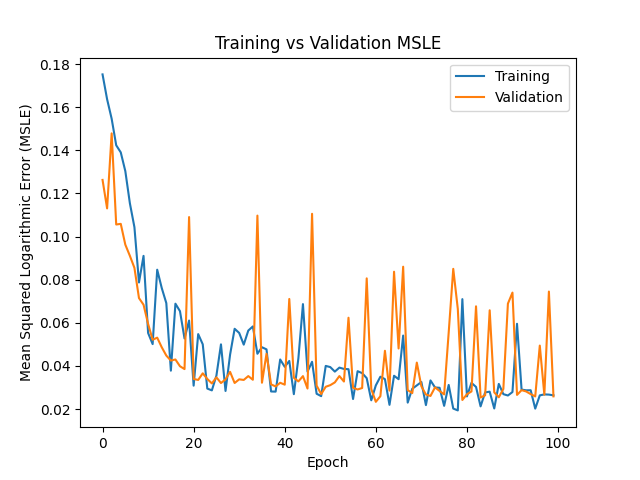 Training vs Validation MSLE
Training
Validation
Mean Squared Logarithmic Error (MSLE)
0.18
0.16
0.14
0.12
0.10
0.08
0.06
0.04
0.02
0 20 40 60 80 100
Epoch